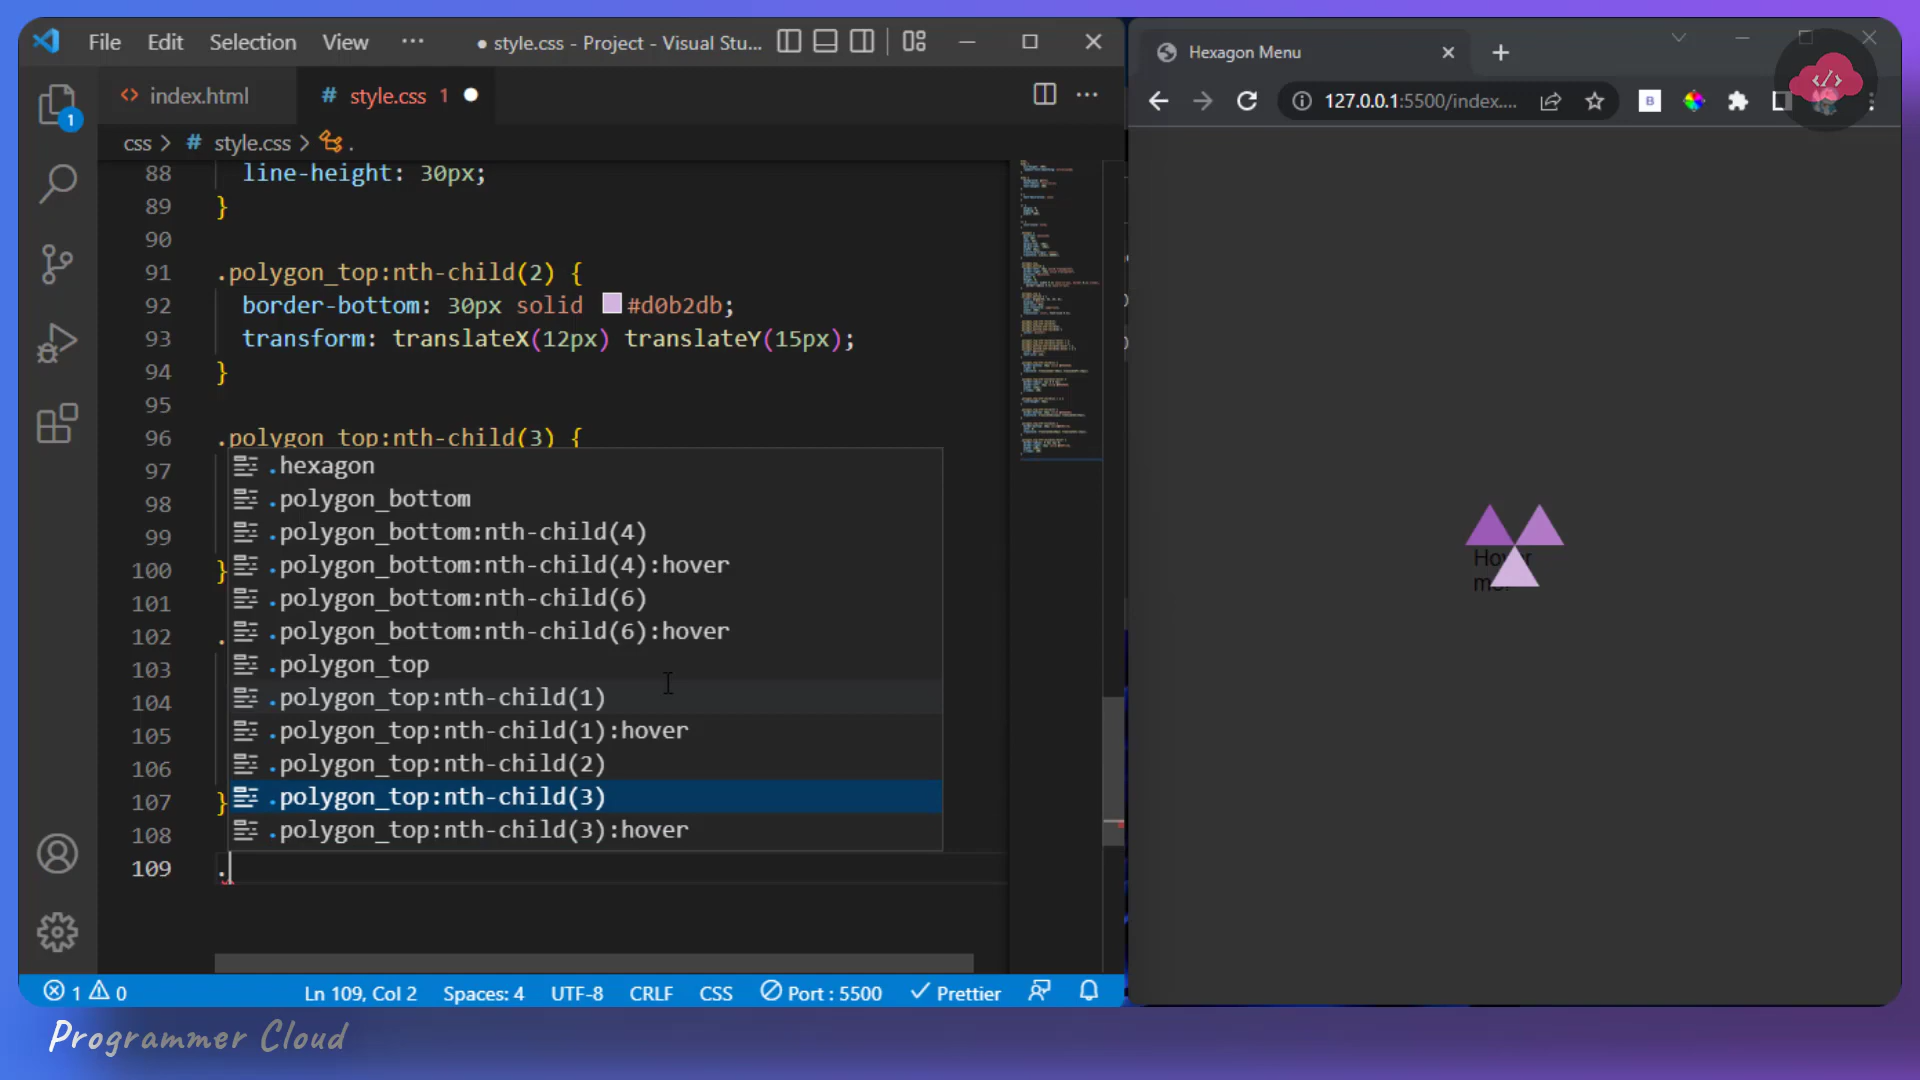 File Edit Selection View ··· ● style.css - Project - Visual Stu...
index.html # style.css 1 ●
css > # style.css > .
88 line-height: 30px;
89 }
90
91 .polygon_top:nth-child(2) {
92 border-bottom: 30px solid #d0b2db;
93 transform: translateX(12px) translateY(15px);
94 }
95
96 .polygon_top:nth-child(3) {
97 .hexagon
98 .polygon_bottom
99 .polygon_bottom:nth-child(4)
100 } .polygon_bottom:nth-child(4):hover
101 .polygon_bottom:nth-child(6)
102 . .polygon_bottom:nth-child(6):hover
103 .polygon_top
104 .polygon_top:nth-child(1)
105 .polygon_top:nth-child(1):hover
106 .polygon_top:nth-child(2)
107 } .polygon_top:nth-child(3)
108 .polygon_top:nth-child(3):hover
109 .
1 0 Ln 109, Col 2 Spaces: 4 UTF-8 CRLF CSS Port : 5500 Prettier
1
Hexagon Menu
127.0.0.1:5500/index....
B
</>
Programmer Cloud